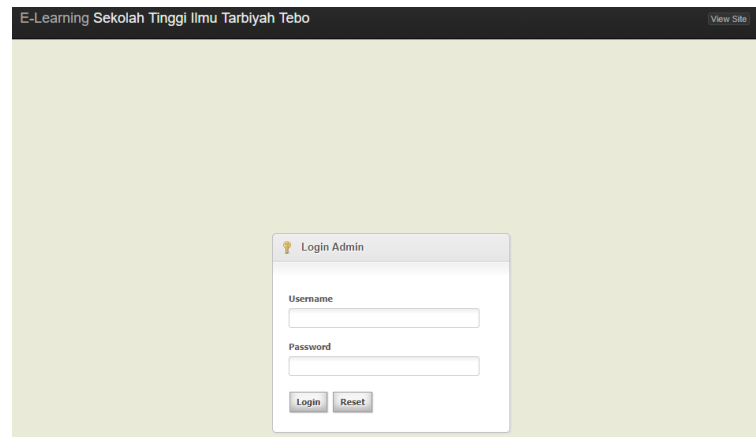 E-Learning Sekolah Tinggi Ilmu Tarbiyah Tebo
View Site
Login Admin
Username
Password
Login Reset